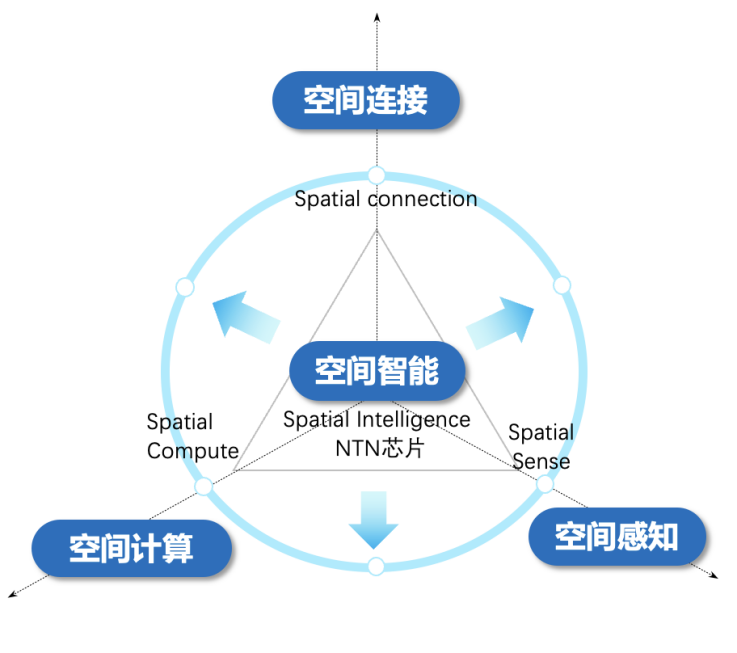 空间连接
Spatial connection
空间智能
Spatial Intelligence
NTN芯片
Spatial
Compute
Spatial
Sense
空间计算
空间感知